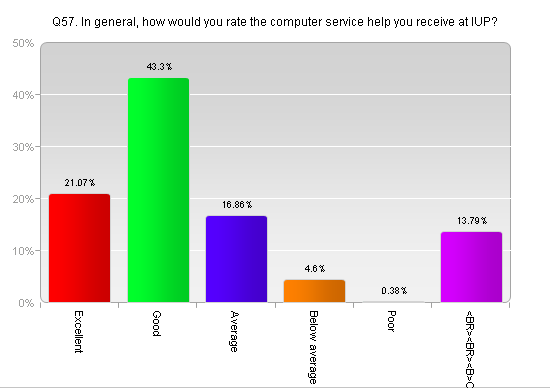 Q57. In general, how would you rate the computer service help you receive at IUP?
50%
40%
30%
20%
10%
0%
21.07%
43.3%
16.86%
4.6%
0.38%
13.79%
Excellent
Good
Average
Below average
Poor
<BR><BR><B>C